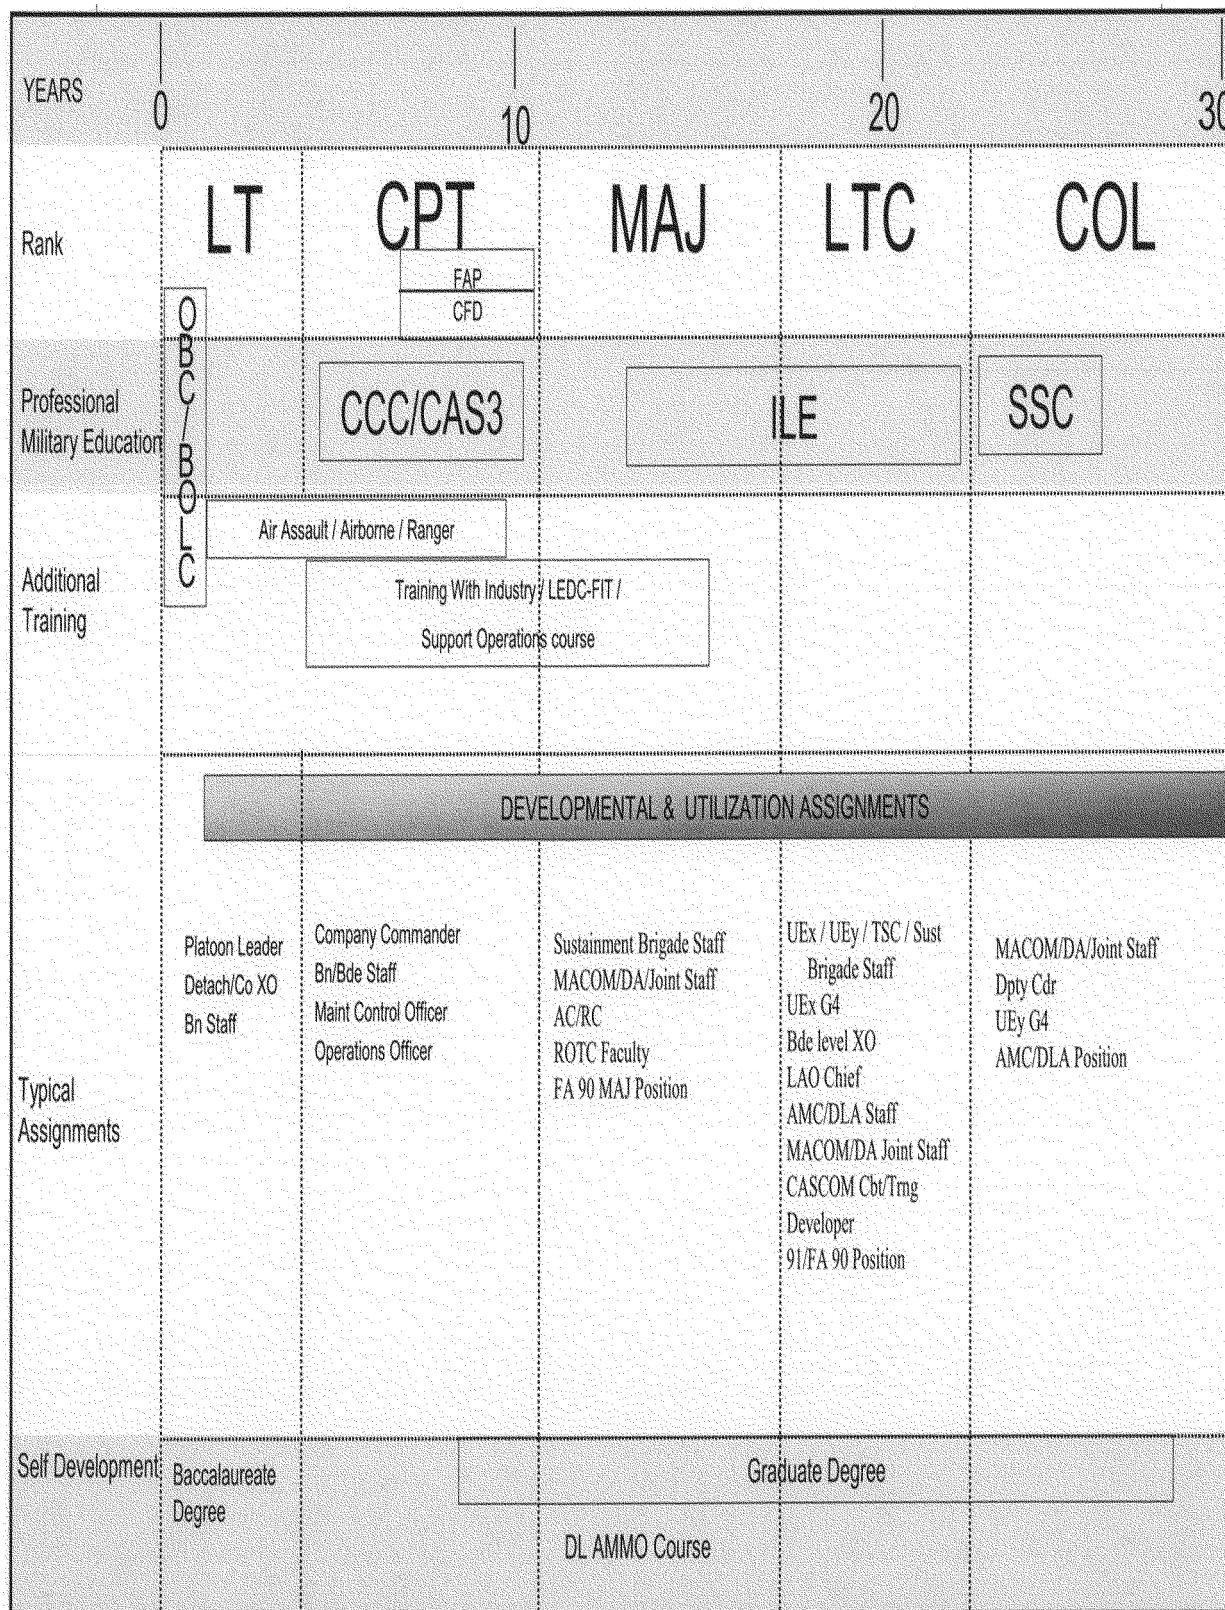 YEARS
0
10
20
30
Rank
LT
CPT
MAJ
LTC
COL
FAP
CFD
OBC/BOLC
Professional
Military Education
CCC/CAS3
ILE
SSC
Additional
Training
Air Assault / Airborne / Ranger
Training With Industry / LEDC-FIT /
Support Operations course
DEVELOPMENTAL & UTILIZATION ASSIGNMENTS
Typical
Assignments
Platoon Leader
Detach/Co XO
Bn Staff
Company Commander
Bn/Bde Staff
Maint Control Officer
Operations Officer
Sustainment Brigade Staff
MACOM/DA/Joint Staff
AC/RC
ROTC Faculty
FA 90 MAJ Position
UEx / UEy / TSC / Sust
Brigade Staff
UEx G4
Bde level XO
LAO Chief
AMC/DLA Staff
MACOM/DA Joint Staff
CASCOM Cbt/Trng
Developer
91/FA 90 Position
MACOM/DA/Joint Staff
Dpty Cdr
UEy G4
AMC/DLA Position
Self Development
Baccalaureate
Degree
Graduate Degree
DL AMMO Course